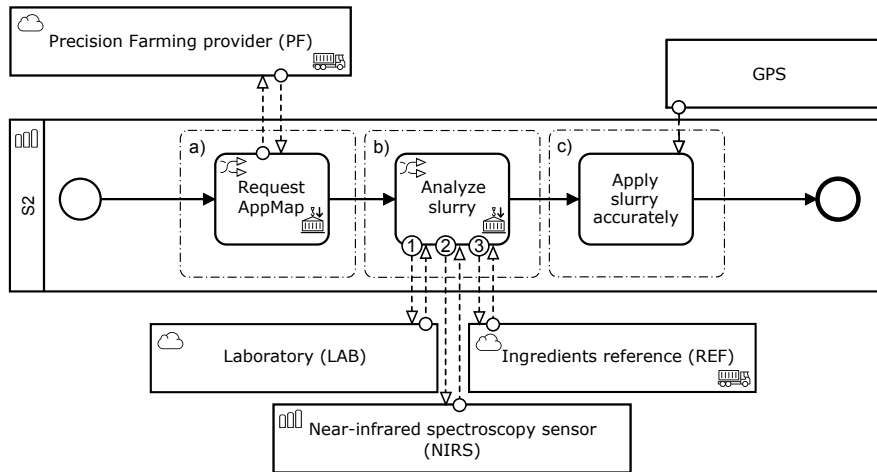 Precision Farming provider (PF)
GPS
S2
a)
Request
AppMap
b)
Analyze
slurry
1
2
3
c)
Apply
slurry
accurately
Laboratory (LAB)
Ingredients reference (REF)
Near-infrared spectroscopy sensor
(NIRS)